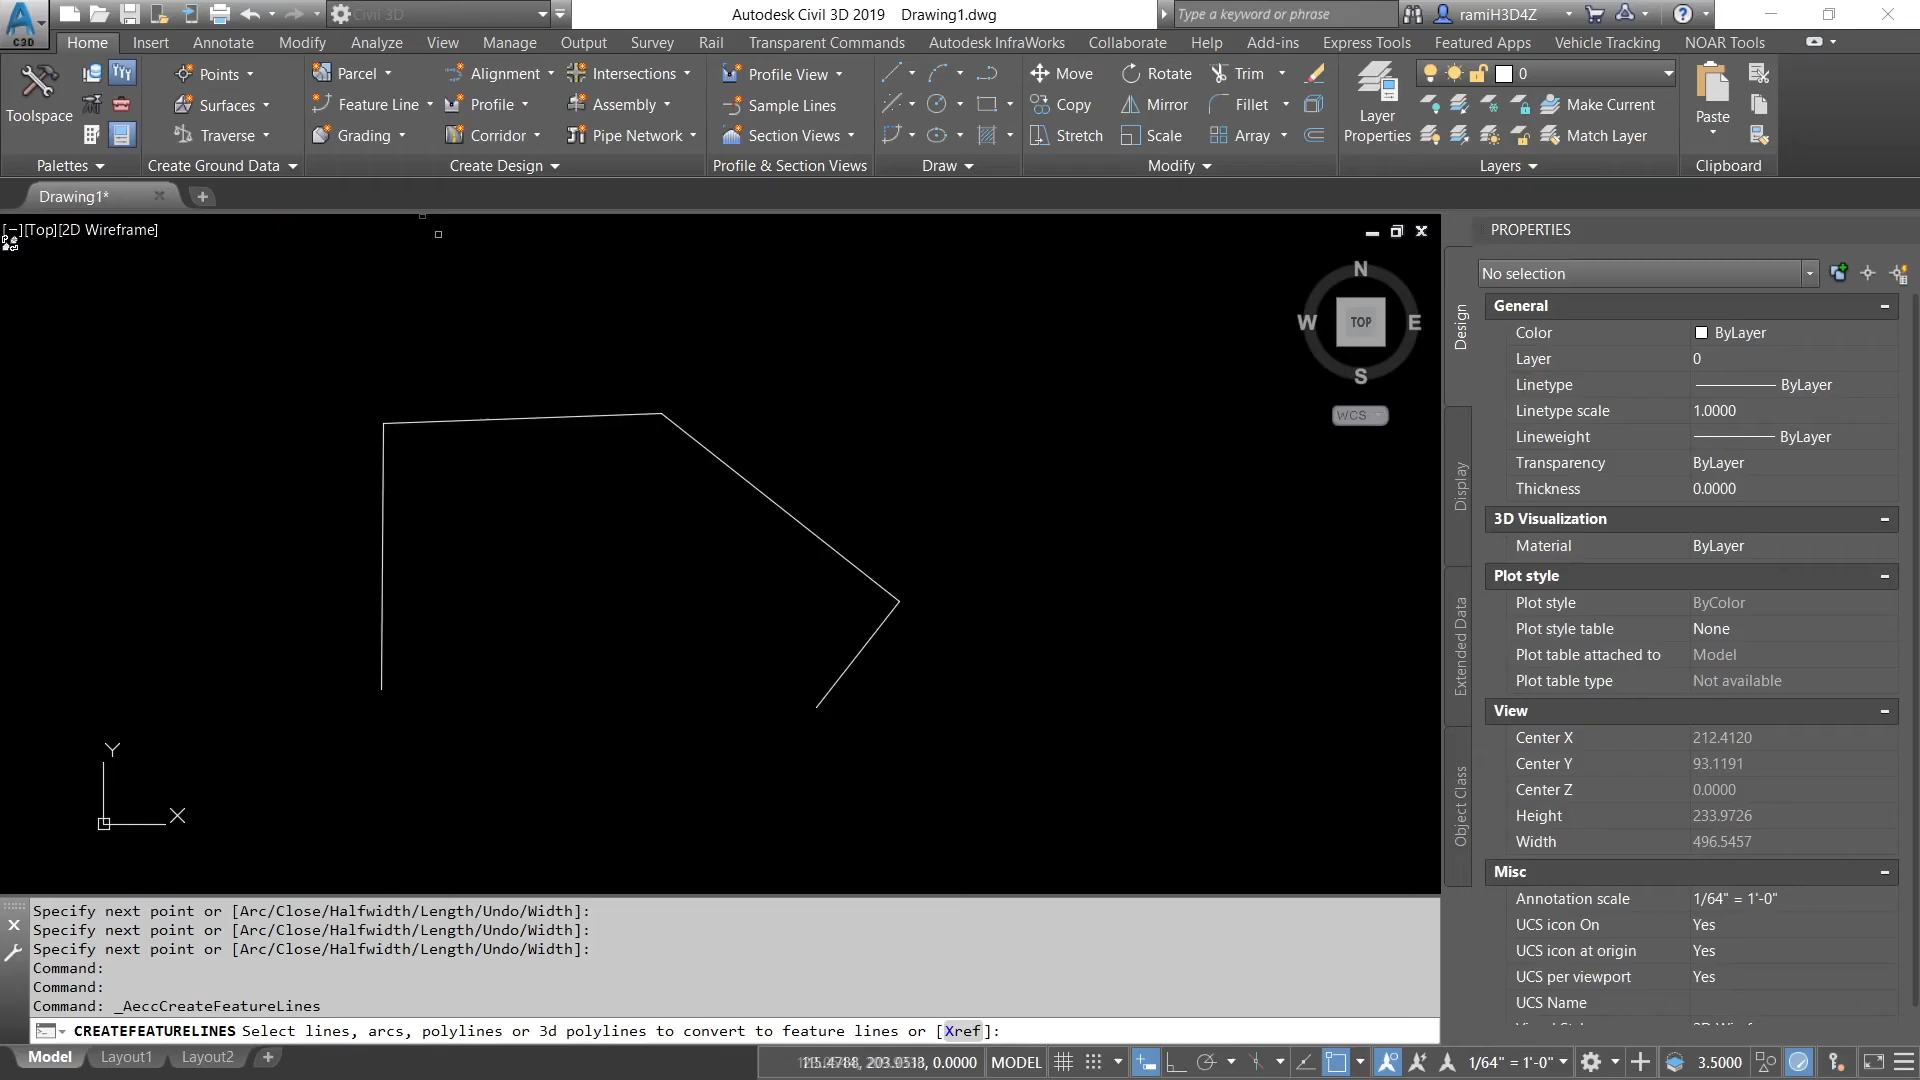 Civil 3D
Autodesk Civil 3D 2019 Drawing1.dwg
Type a keyword or phrase
ramiH3D4Z
C3D
Home Insert Annotate Modify Analyze View Manage Output Survey Rail Transparent Commands Autodesk InfraWorks Collaborate Help Add-ins Express Tools Featured Apps Vehicle Tracking NOAR Tools
Toolspace
Palettes
Points
Surfaces
Traverse
Create Ground Data
Parcel
Feature Line
Grading
Alignment
Profile
Corridor
Intersections
Assembly
Pipe Network
Create Design
Profile View
Sample Lines
Section Views
Profile & Section Views
Draw
Move
Copy
Stretch
Rotate
Mirror
Scale
Trim
Fillet
Array
Modify
Layer
Properties
0
Make Current
Match Layer
Layers
Paste
Clipboard
Drawing1*
[−][Top][2D Wireframe]
N
W
TOP
E
S
WCS
Y
X
PROPERTIES
No selection
Design
Display
Extended Data
Object Class
General
Color ByLayer
Layer 0
Linetype ByLayer
Linetype scale 1.0000
Lineweight ByLayer
Transparency ByLayer
Thickness 0.0000
3D Visualization
Material ByLayer
Plot style
Plot style ByColor
Plot style table None
Plot table attached to Model
Plot table type Not available
View
Center X 212.4120
Center Y 93.1191
Center Z 0.0000
Height 233.9726
Width 496.5457
Misc
Annotation scale 1/64" = 1'-0"
UCS icon On Yes
UCS icon at origin Yes
UCS per viewport Yes
UCS Name
Specify next point or [Arc/Close/Halfwidth/Length/Undo/Width]:
Specify next point or [Arc/Close/Halfwidth/Length/Undo/Width]:
Specify next point or [Arc/Close/Halfwidth/Length/Undo/Width]:
Command:
Command:
Command: _AeccCreateFeatureLines
CREATEFEATURELINES Select lines, arcs, polylines or 3d polylines to convert to feature lines or [Xref]:
Model Layout1 Layout2
0.0000 MODEL 1/64" = 1'-0" 3.5000